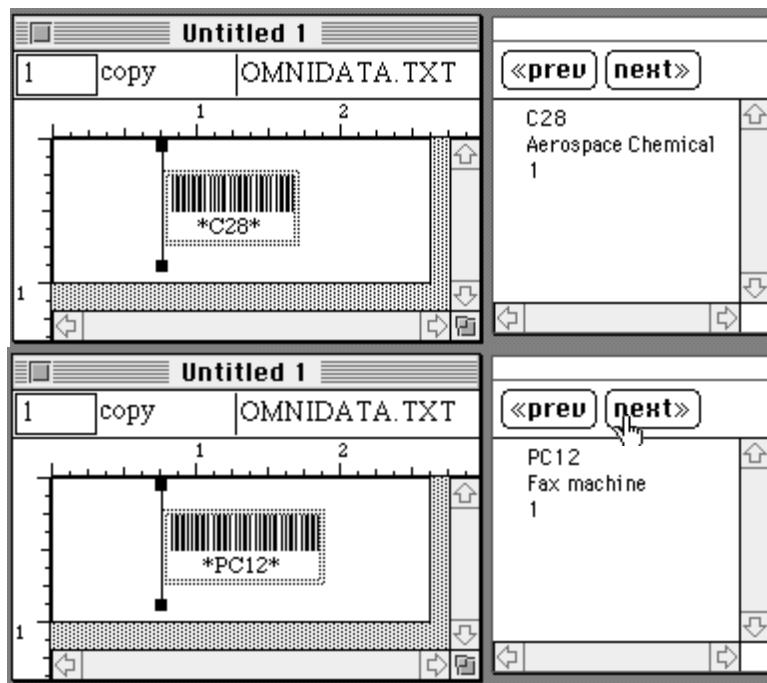 Untitled 1
1 copy OMNIDATA.TXT
1 2
*C28*
1
«prev next»
C28
Aerospace Chemical
1
Untitled 1
1 copy OMNIDATA.TXT
1 2
*PC12*
1
«prev next»
PC12
Fax machine
1